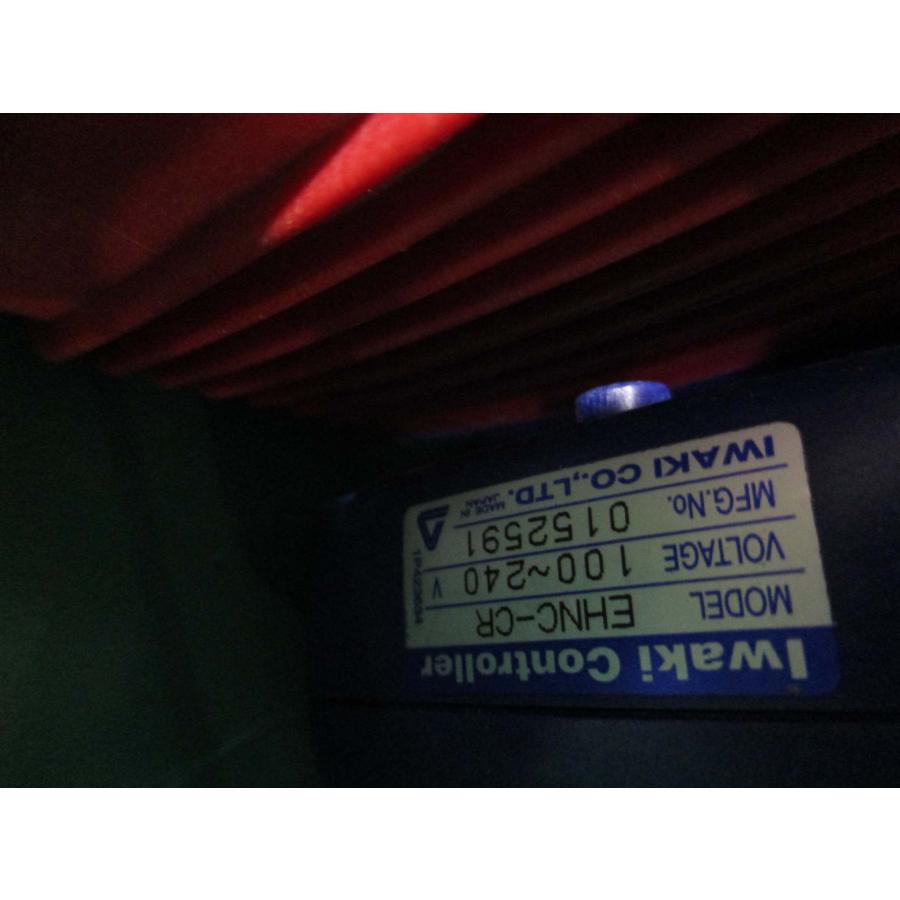 Iwaki Controller
MODEL EHNC-CR
VOLTAGE 100~240 V
MFG.No. 0152591
IWAKI CO.,LTD. MADE IN JAPAN